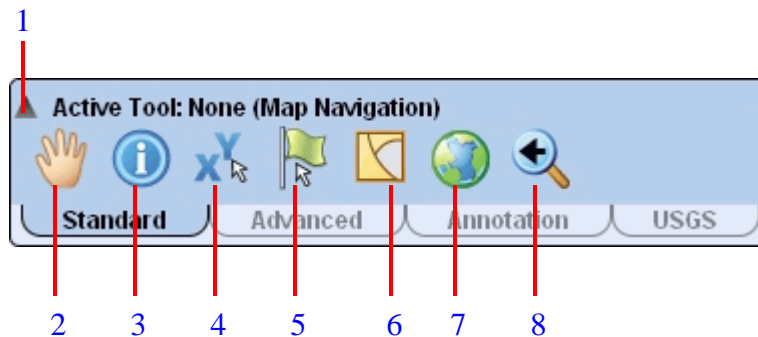 1
Active Tool: None (Map Navigation)
i X Y
Standard Advanced Annotation USGS
2 3 4 5 6 7 8